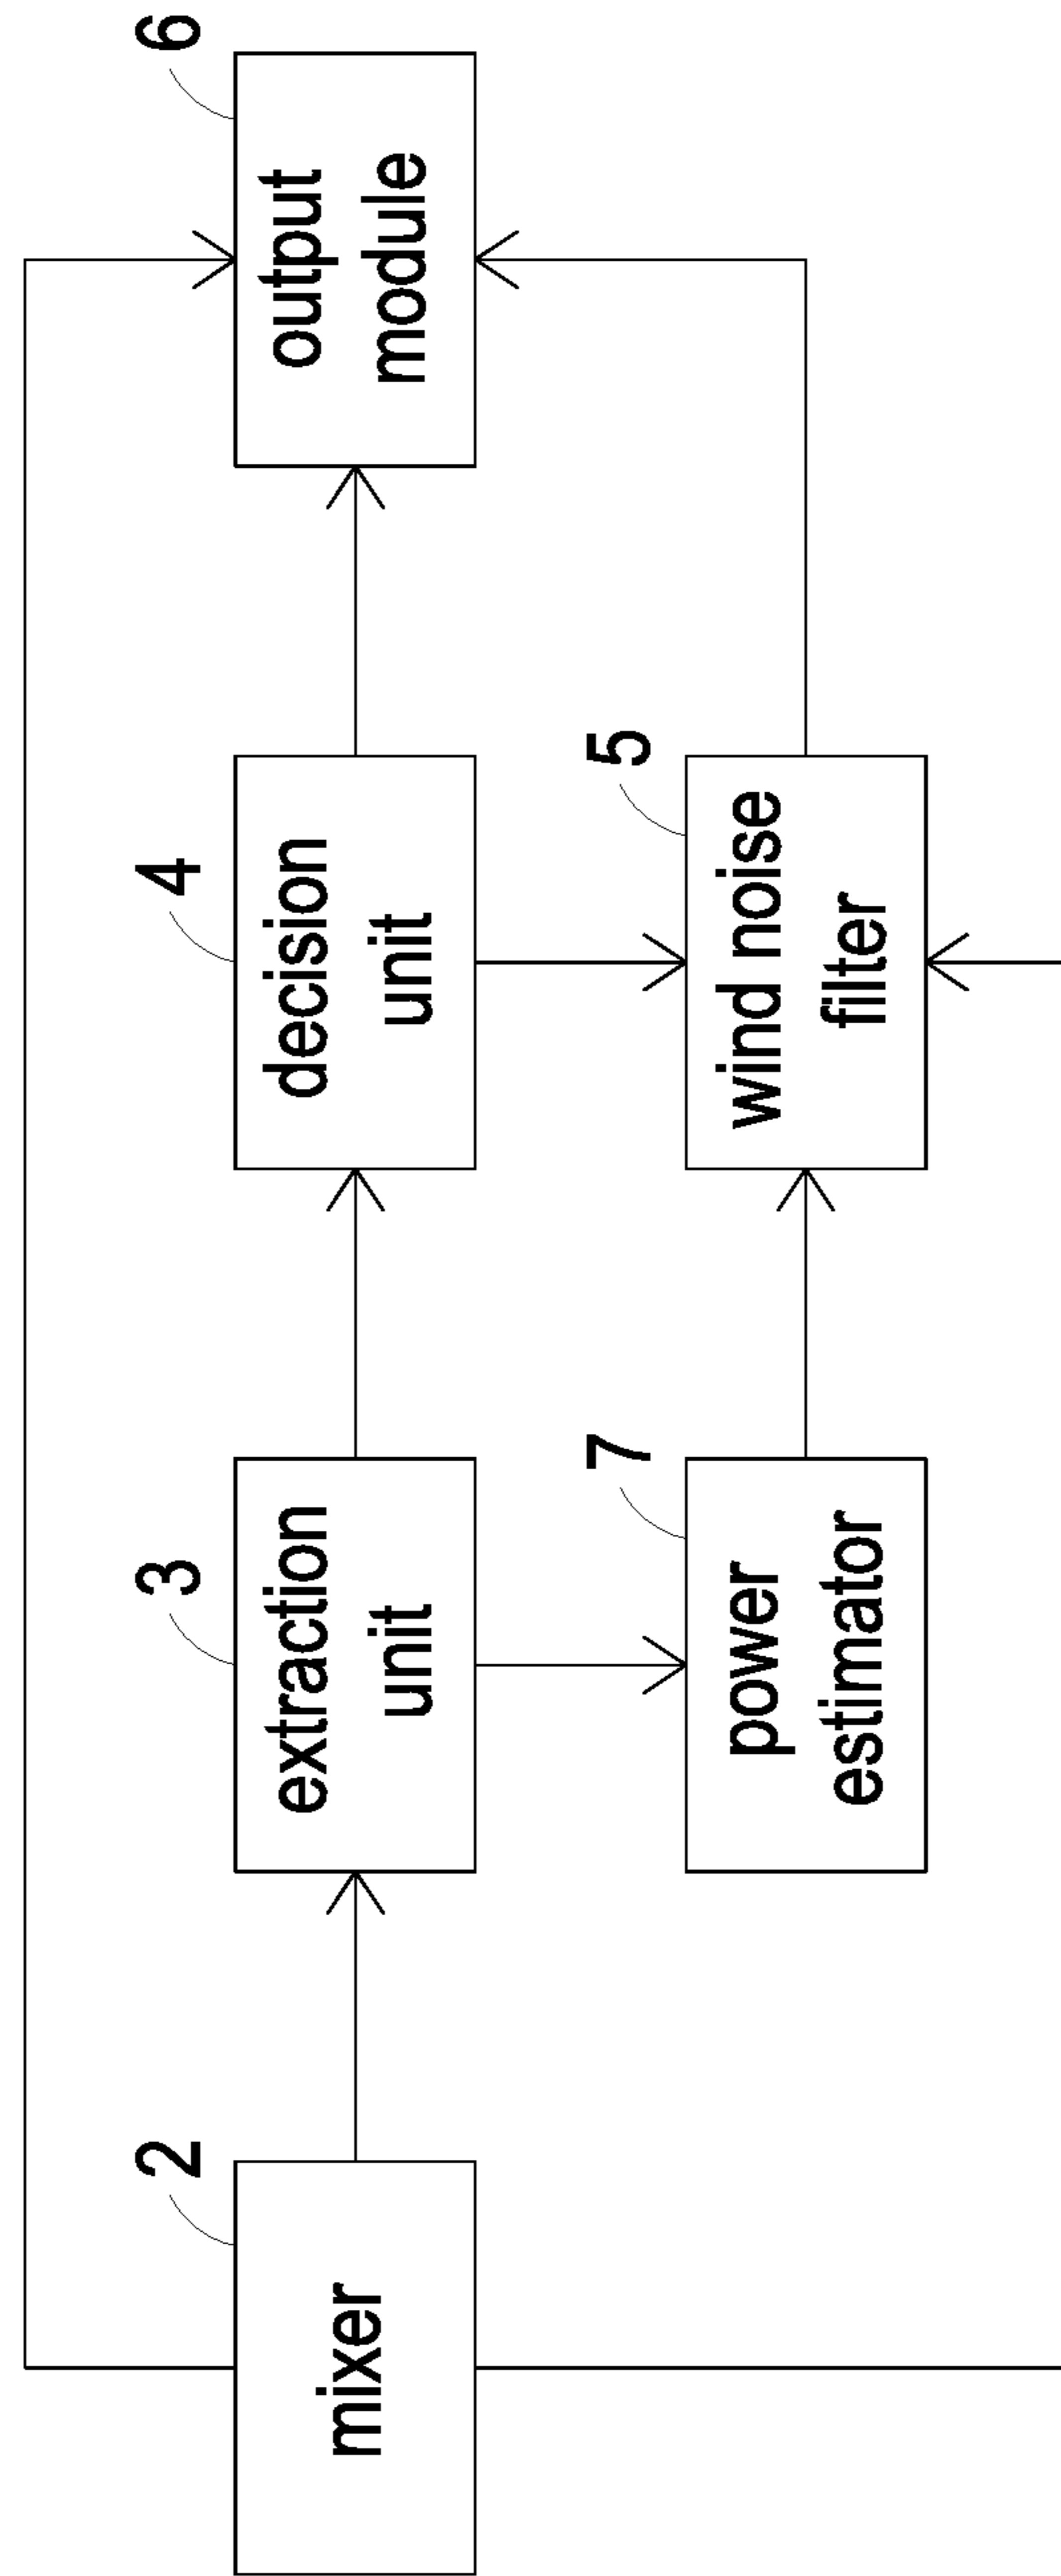 2
mixer
3
extraction
unit
4
decision
unit
6
output
module
7
power
estimator
5
wind noise
filter